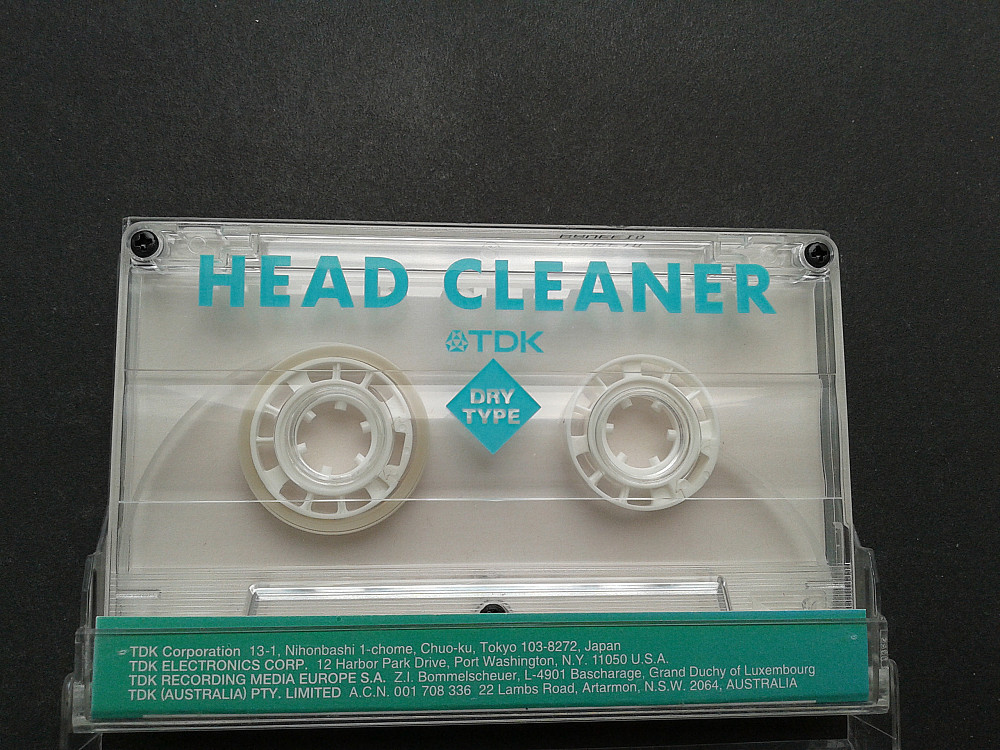 HEAD CLEANER
TDK
DRY
TYPE
TDK Corporation 13-1, Nihonbashi 1-chome, Chuo-ku, Tokyo 103-8272, Japan
TDK ELECTRONICS CORP. 12 Harbor Park Drive, Port Washington, N.Y. 11050 U.S.A.
TDK RECORDING MEDIA EUROPE S.A. Z.I. Bommelscheuer, L-4901 Bascharage, Grand Duchy of Luxembourg
TDK (AUSTRALIA) PTY. LIMITED A.C.N. 001 708 336 22 Lambs Road, Artarmon, N.S.W. 2064, AUSTRALIA